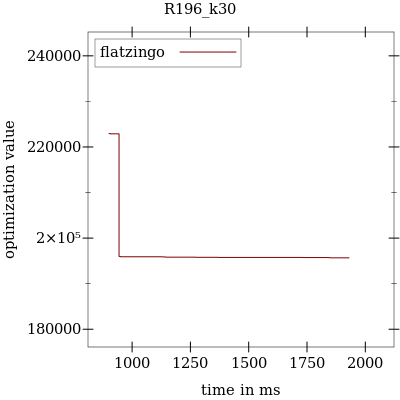 R196_k30
flatzingo
240000
220000
2×10⁵
180000
optimization value
1000 1250 1500 1750 2000
time in ms